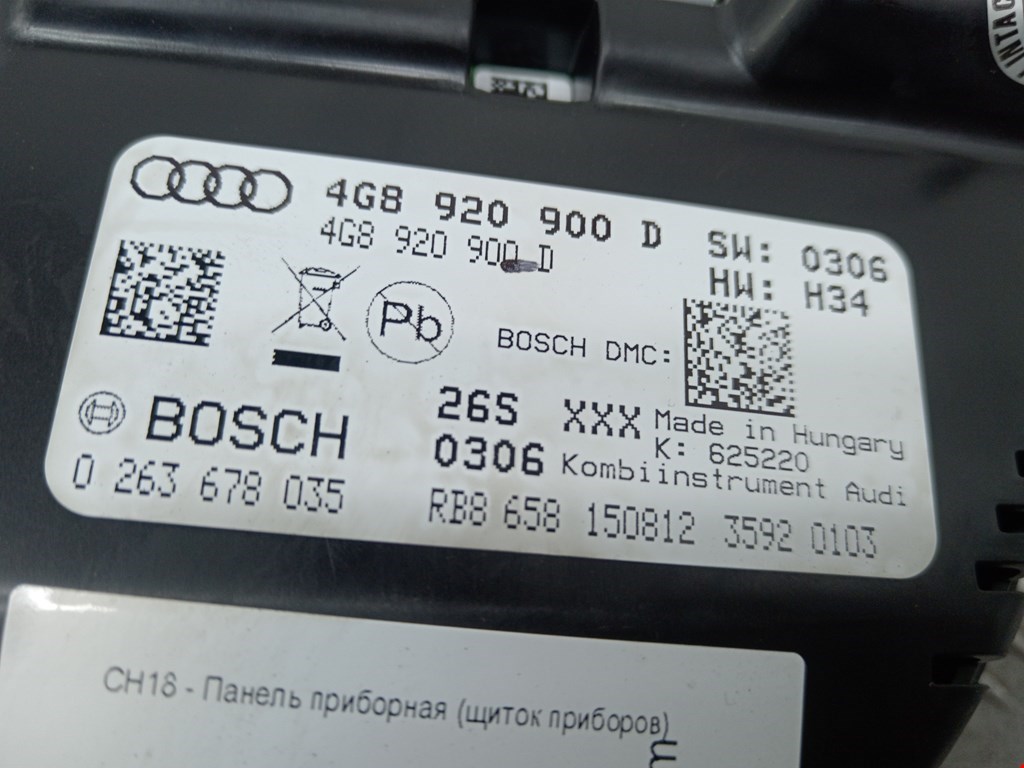 INTAC
4G8 920 900 D
SW: 0306
4G8 920 900 D
HW: H34
Pb
BOSCH DMC:
BOSCH
26S
XXX
Made in Hungary
K: 625220
0306
Kombiinstrument Audi
0 263 678 035
RB8 658 150812 3592 0103
CH18 - Панель приборная (щиток приборов)